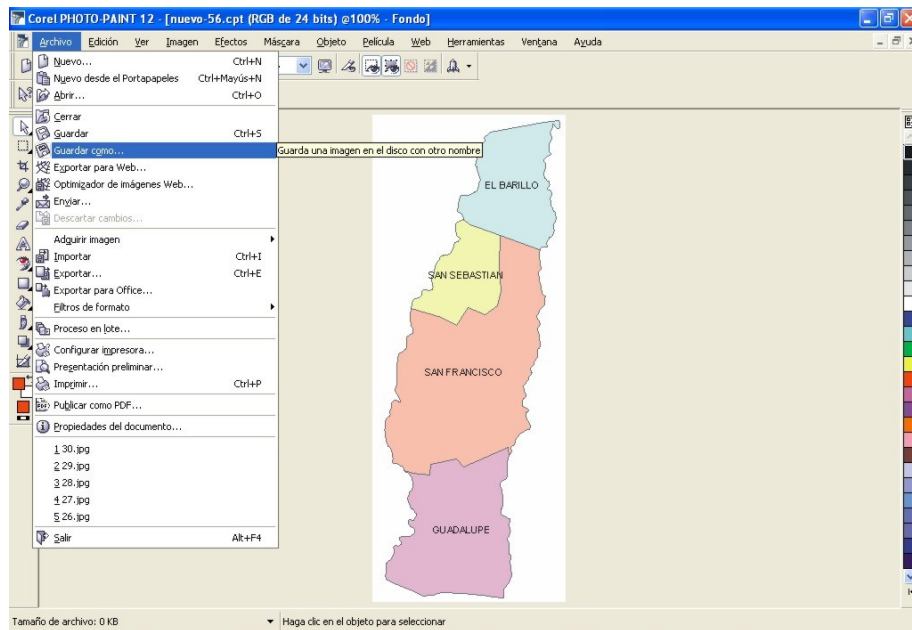 Corel PHOTO-PAINT 12 - [nuevo-56.cpt (RGB de 24 bits) @100% - Fondo]
Archivo Edición Ver Imagen Efectos Máscara Objeto Película Web Herramientas Ventana Ayuda
Nuevo... Ctrl+N
Nuevo desde el Portapapeles Ctrl+Mayús+N
Abrir... Ctrl+O
Cerrar
Guardar Ctrl+S
Guardar como...
Guarda una imagen en el disco con otro nombre
Exportar para Web...
Optimizador de imágenes Web...
Enviar...
Descartar cambios...
Adquirir imagen
Importar Ctrl+I
Exportar... Ctrl+E
Exportar para Office...
Filtros de formato
Proceso en lote...
Configurar impresora...
Presentación preliminar...
Imprimir... Ctrl+P
Publicar como PDF...
Propiedades del documento...
1 30.jpg
2 29.jpg
3 28.jpg
4 27.jpg
5 26.jpg
Salir Alt+F4
EL BARILLO
SAN SEBASTIAN
SAN FRANCISCO
GUADALUPE
Tamaño de archivo: 0 KB Haga clic en el objeto para seleccionar